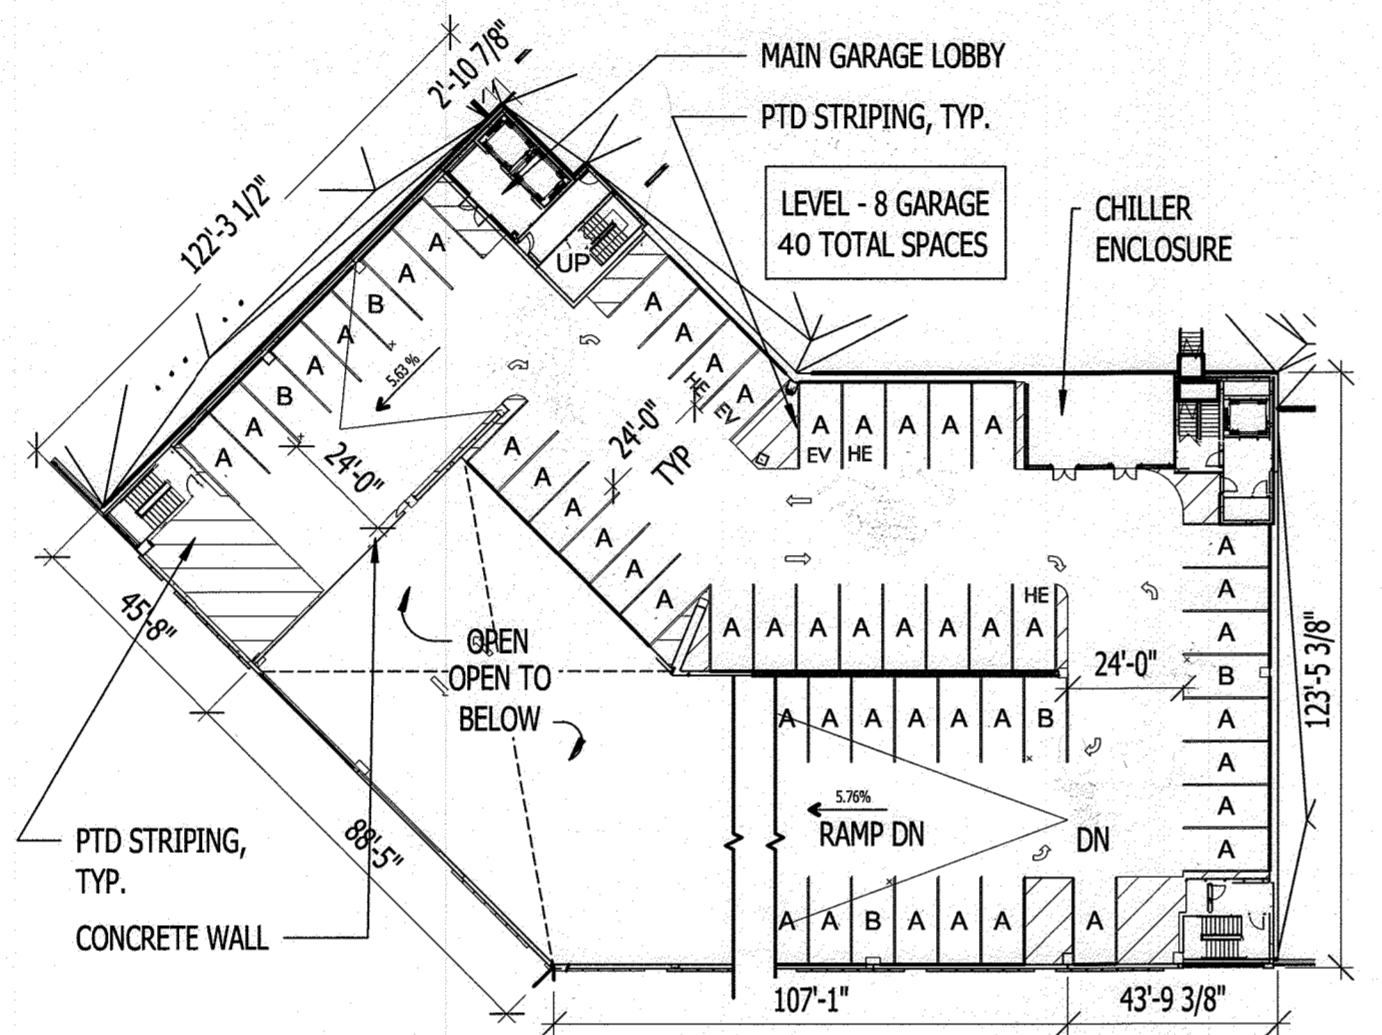 2'-10 7/8"
MAIN GARAGE LOBBY
PTD STRIPING, TYP.
122'-3 1/2"
LEVEL - 8 GARAGE
40 TOTAL SPACES
CHILLER
ENCLOSURE
UP
A
A
B
A
A
B
A
A
5.63 %
A
A
A
A
HE
EV
24'-0"
24'-0"
TYP
A A A A A
EV HE
A
A
A
A
A
A
HE
A A A A A A A A
A
A
A
B
A
A
A
A
24'-0"
123'-5 3/8"
45'-8"
OPEN
OPEN TO
BELOW
A A A A A A B
5.76%
RAMP DN
DN
PTD STRIPING,
TYP.
88'-5"
CONCRETE WALL
A A B A A A A
107'-1"
43'-9 3/8"